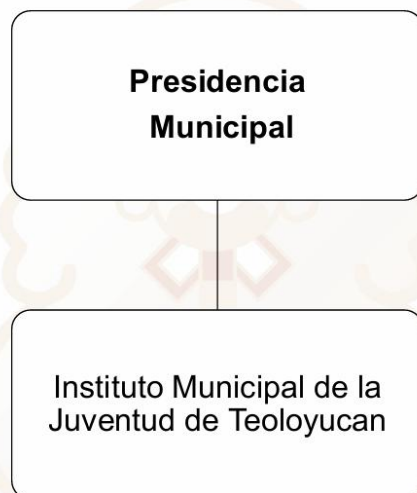 Presidencia
Municipal
Instituto Municipal de la
Juventud de Teoloyucan